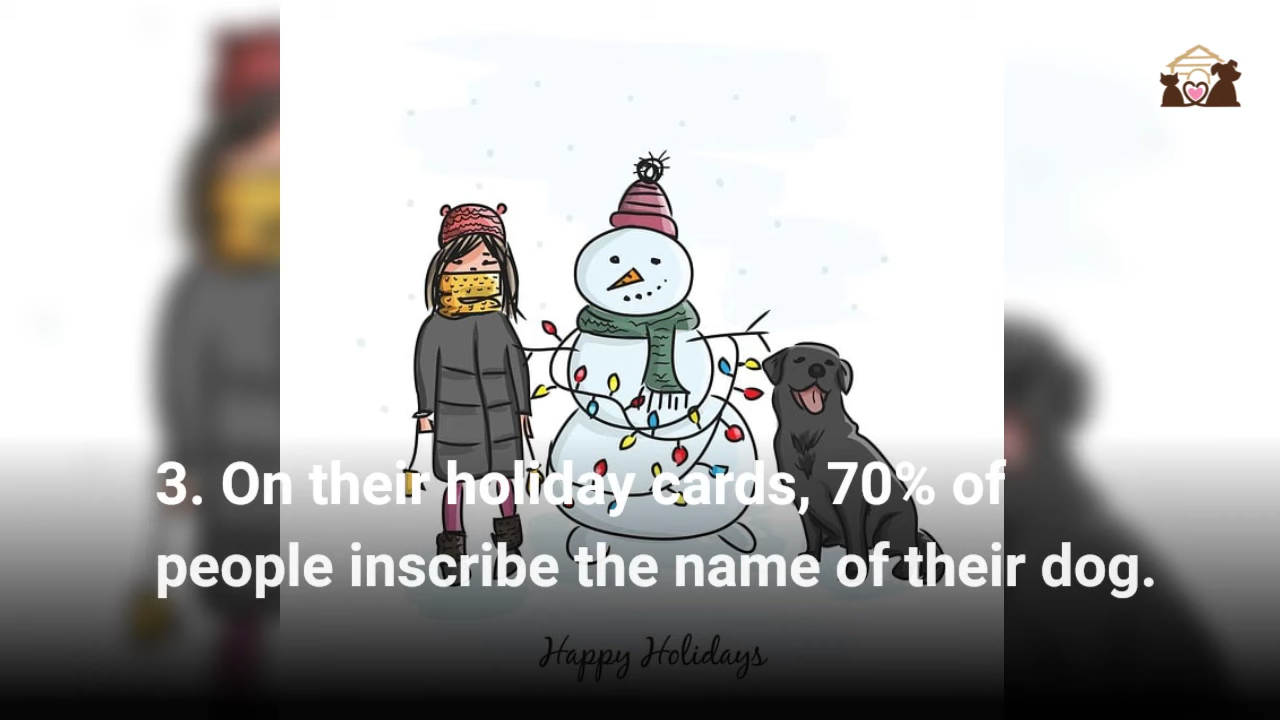 3. On their holiday cards, 70% of
people inscribe the name of their dog.
Happy Holidays